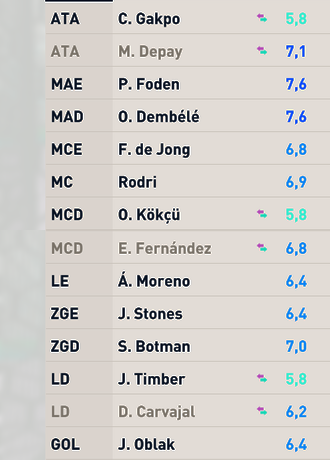 ATA C. Gakpo 5,8
ATA M. Depay 7,1
MAE P. Foden 7,6
MAD O. Dembélé 7,6
MCE F. de Jong 6,8
MC Rodri 6,9
MCD O. Kökçü 5,8
MCD E. Fernández 6,8
LE Á. Moreno 6,4
ZGE J. Stones 6,4
ZGD S. Botman 7,0
LD J. Timber 5,8
LD D. Carvajal 6,2
GOL J. Oblak 6,4